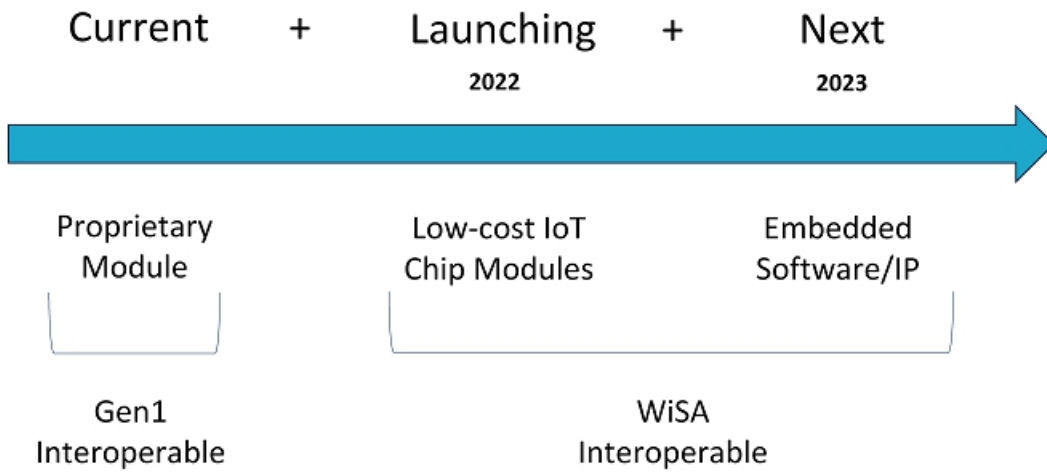 Current + Launching + Next
2022 2023
Proprietary Low-cost IoT Embedded
Module Chip Modules Software/IP
Gen1 WiSA
Interoperable Interoperable